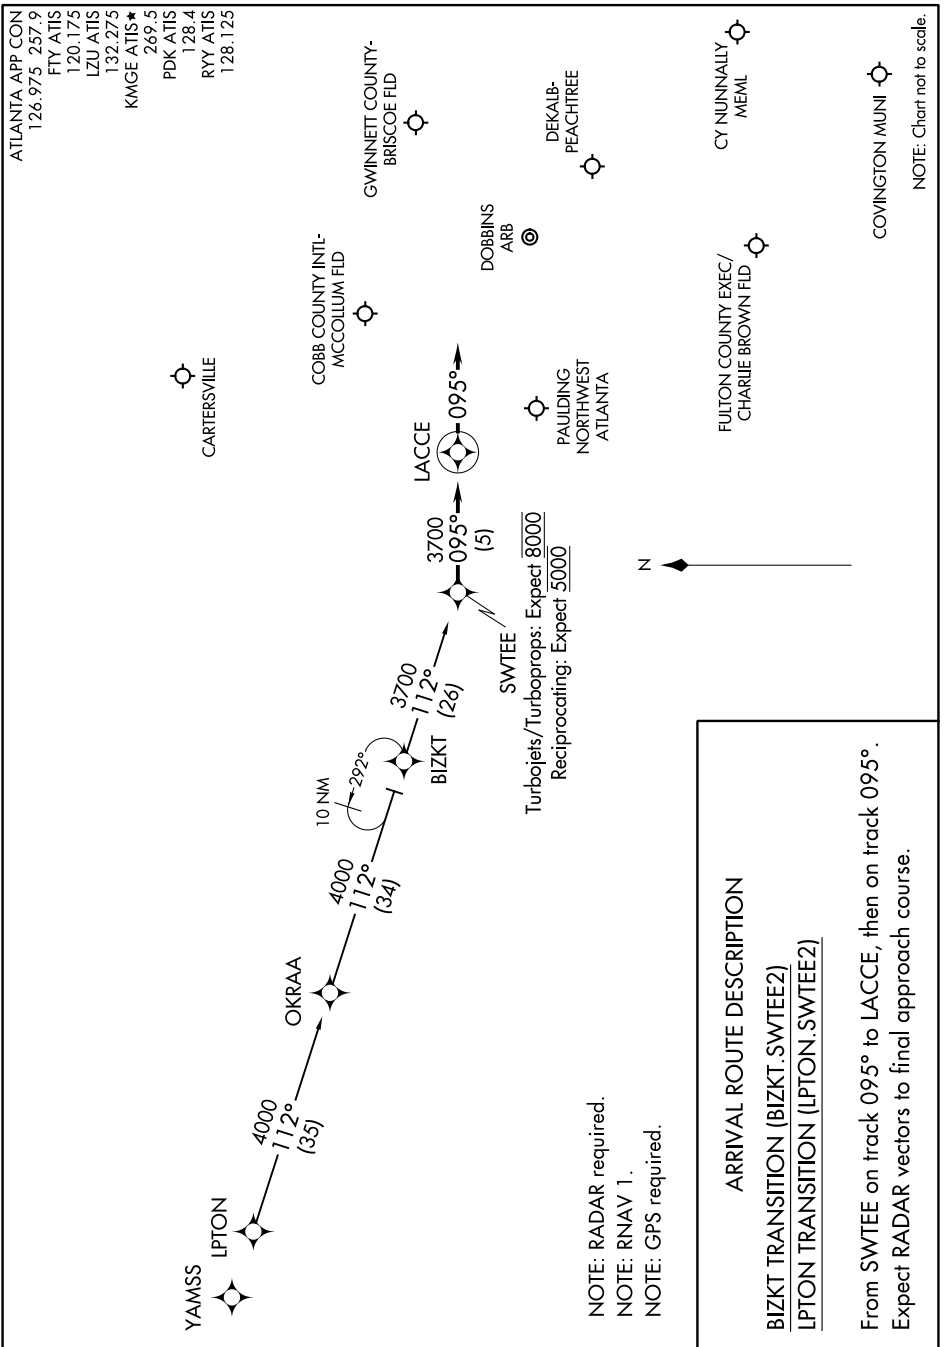 ATLANTA APP CON
126.975 257.9
FTY ATIS
120.175
LZU ATIS
132.275
KMGE ATIS★
269.5
PDK ATIS
128.4
RYY ATIS
128.125
YAMSS
LPTON
4000
112°
(35)
OKRAA
4000
112°
(34)
10 NM
292°
BIZKT
3700
112°
(26)
SWTEE
Turbojets/Turboprops: Expect 8000
Reciprocating: Expect 5000
3700
095°
(5)
LACCE
095°
CARTERSVILLE
COBB COUNTY INTL-
MCCOLLUM FLD
GWINNETT COUNTY-
BRISCOE FLD
DOBBINS
ARB
DEKALB-
PEACHTREE
PAULDING
NORTHWEST
ATLANTA
FULTON COUNTY EXEC/
CHARLIE BROWN FLD
CY NUNNALLY
MEML
COVINGTON MUNI
N
NOTE: Chart not to scale.
NOTE: RADAR required.
NOTE: RNAV 1.
NOTE: GPS required.
ARRIVAL ROUTE DESCRIPTION
BIZKT TRANSITION (BIZKT.SWTEE2)
LPTON TRANSITION (LPTON.SWTEE2)
From SWTEE on track 095° to LACCE, then on track 095°.
Expect RADAR vectors to final approach course.